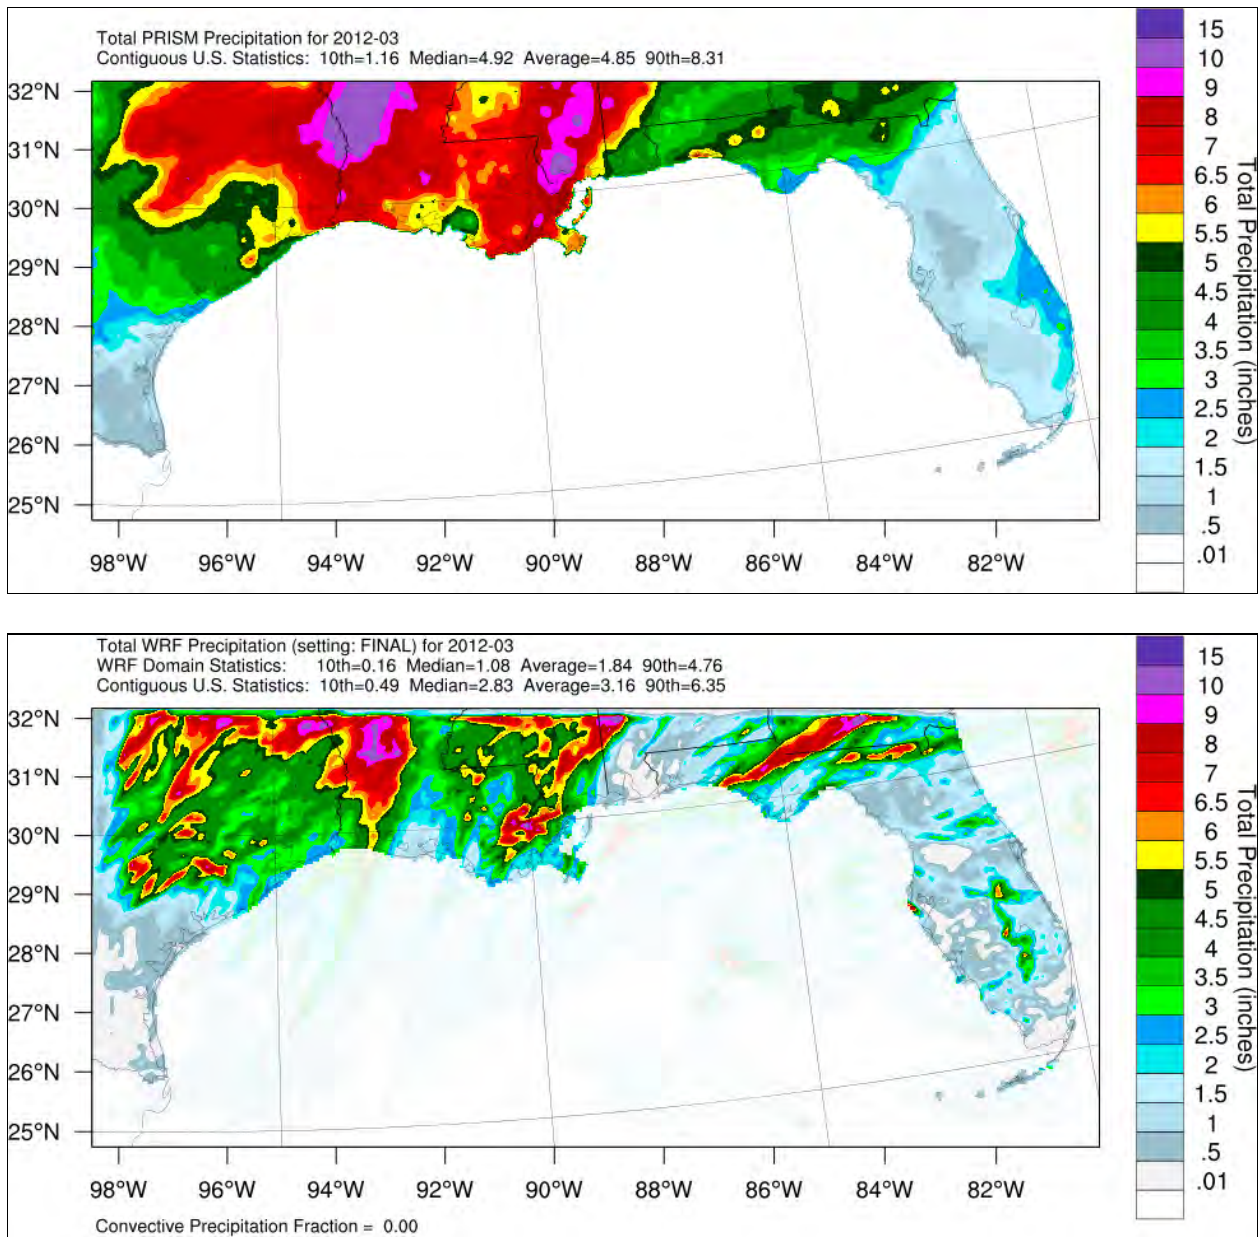 Total PRISM Precipitation for 2012-03
Contiguous U.S. Statistics: 10th=1.16 Median=4.92 Average=4.85 90th=8.31
32°N
31°N
30°N
29°N
28°N
27°N
26°N
25°N
98°W 96°W 94°W 92°W 90°W 88°W 86°W 84°W 82°W
15
10
9
8
7
6.5
6
5.5
5
4.5
4
3.5
3
2.5
2
1.5
1
.5
.01
Total Precipitation (inches)
Total WRF Precipitation (setting: FINAL) for 2012-03
WRF Domain Statistics: 10th=0.16 Median=1.08 Average=1.84 90th=4.76
Contiguous U.S. Statistics: 10th=0.49 Median=2.83 Average=3.16 90th=6.35
32°N
31°N
30°N
29°N
28°N
27°N
26°N
25°N
98°W 96°W 94°W 92°W 90°W 88°W 86°W 84°W 82°W
15
10
9
8
7
6.5
6
5.5
5
4.5
4
3.5
3
2.5
2
1.5
1
.5
.01
Total Precipitation (inches)
Convective Precipitation Fraction = 0.00